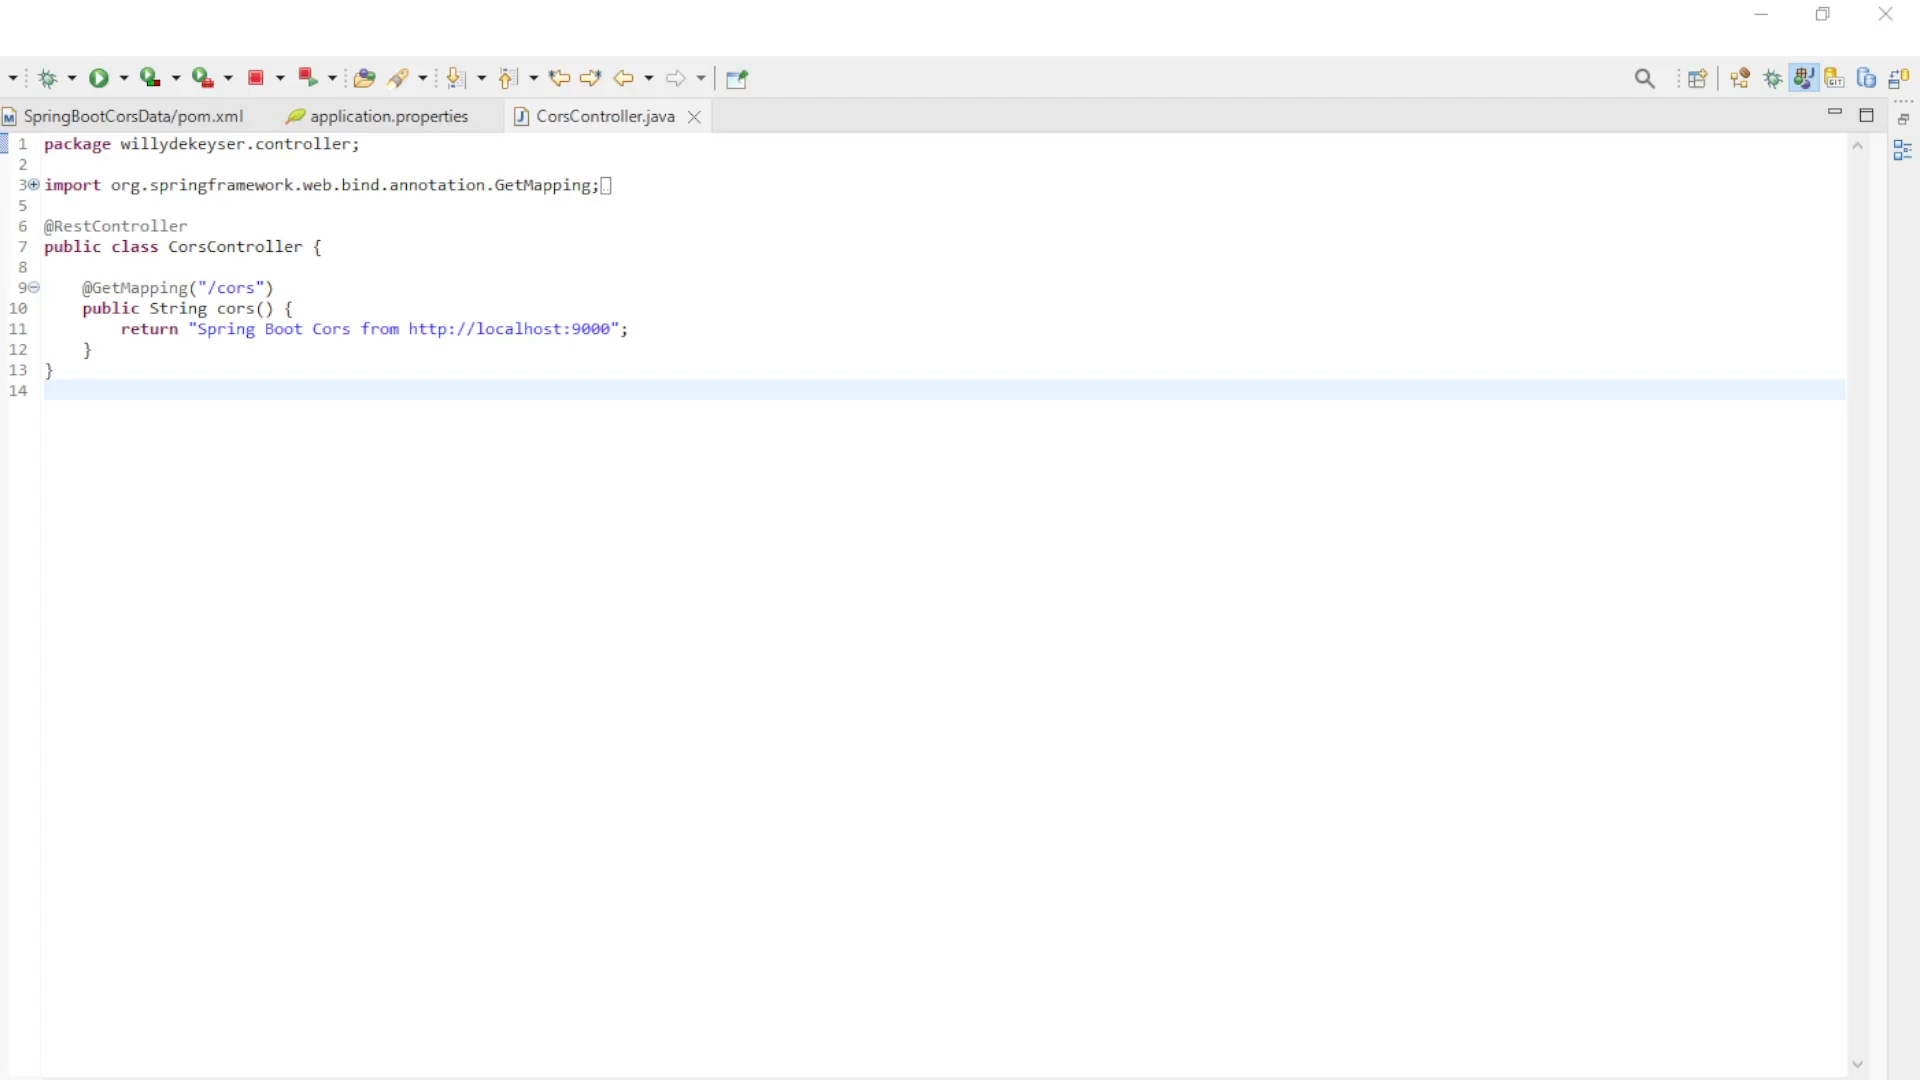 SpringBootCorsData/pom.xml application.properties CorsController.java
1 package willydekeyser.controller;
2
3 import org.springframework.web.bind.annotation.GetMapping;
5
6 @RestController
7 public class CorsController {
8
9 @GetMapping("/cors")
10 public String cors() {
11 return "Spring Boot Cors from http://localhost:9000";
12 }
13 }
14